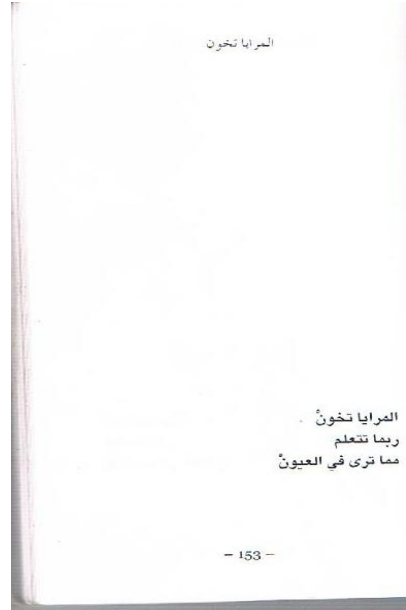 المرايا تخون
المرايا تخونْ
ربما تتعلم
مما ترى في العيونْ
– 153 –